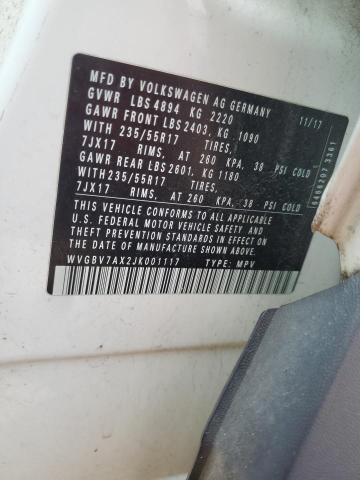 MFD BY VOLKSWAGEN AG GERMANY
GVWR LBS 4894 KG 2220 11/17
GAWR FRONT LBS 2403, KG 1090
WITH 235/55R17 TIRES,
7JX17 RIMS, AT 260 KPA, 38 PSI COLD
GAWR REAR LBS 2601, KG 1180
WITH 235/55R17 TIRES,
7JX17 RIMS, AT 260 KPA, 38 PSI COLD
THIS VEHICLE CONFORMS TO ALL APPLICABLE
FEDERAL MOTOR VEHICLE SAFETY AND
THEFT PREVENTION STANDARDS IN EFFECT
ON THE DATE OF MANUFACTURE SHOWN ABOVE.
WVGBV7AX2JK001117 TYPE: MPV